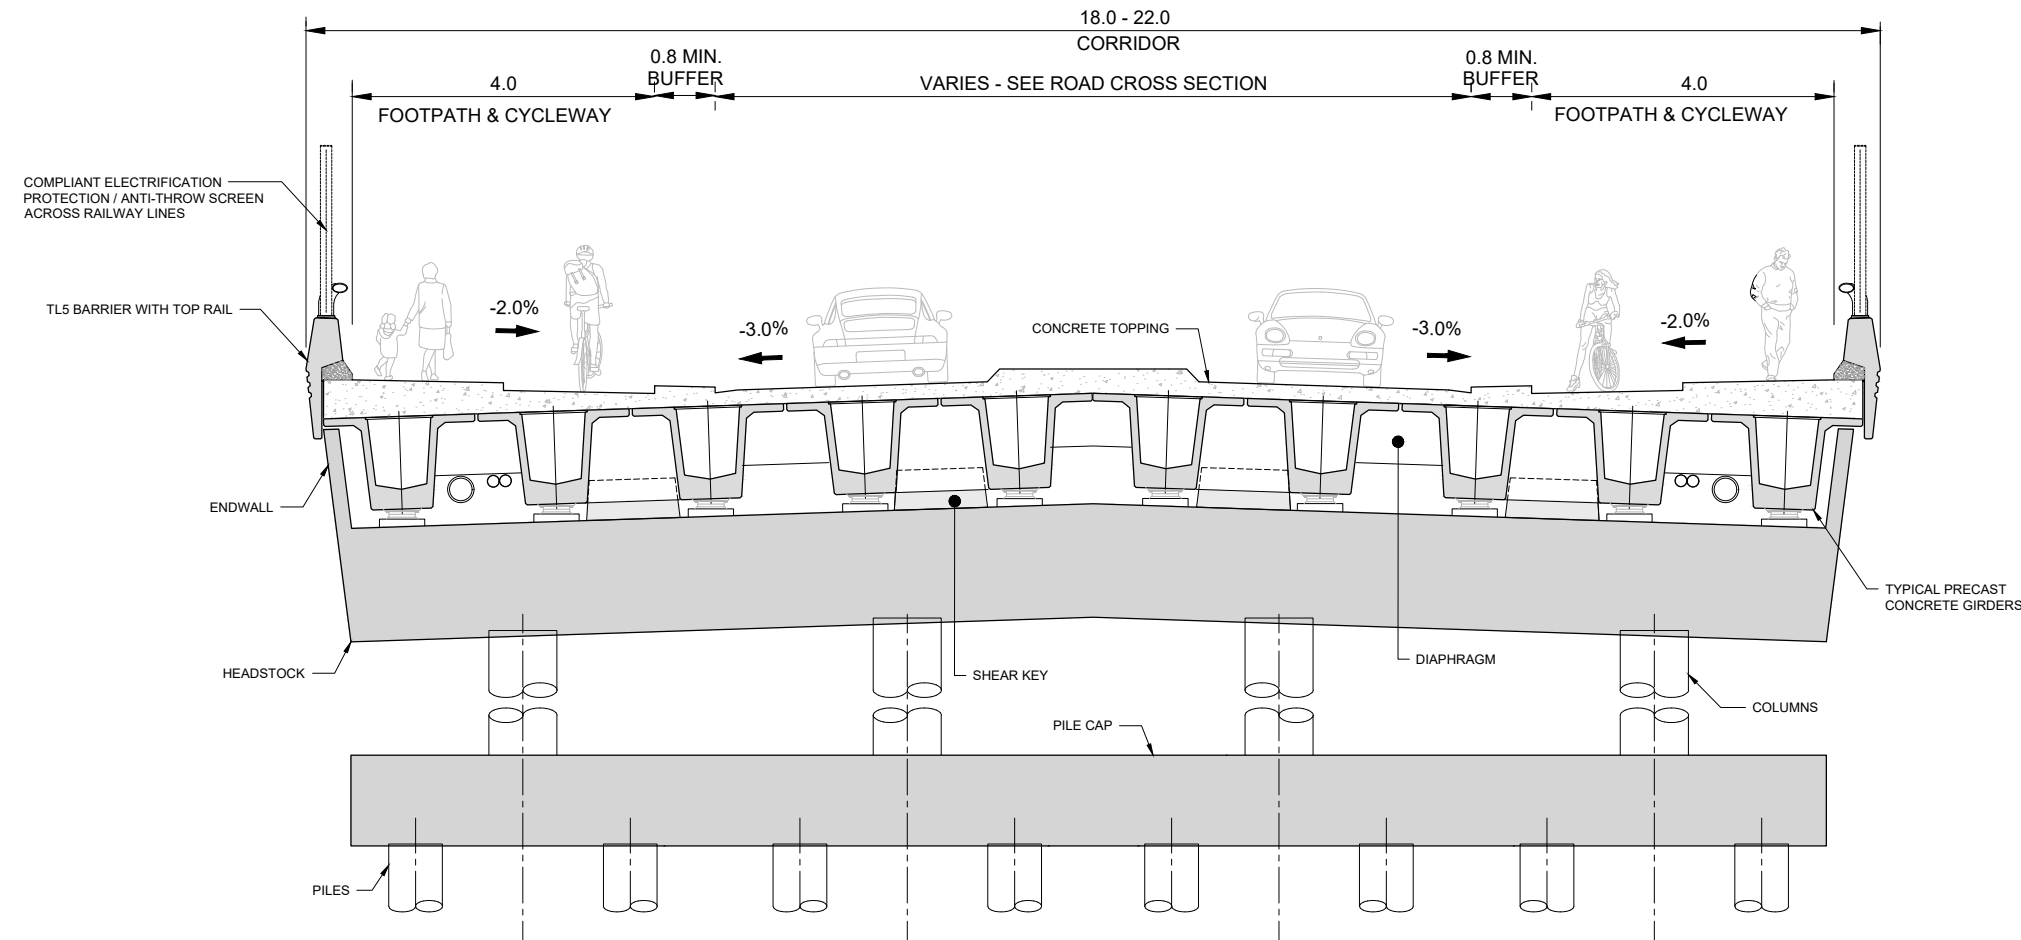 18.0 - 22.0
CORRIDOR
0.8 MIN.
BUFFER
0.8 MIN.
BUFFER
4.0
VARIES - SEE ROAD CROSS SECTION
4.0
FOOTPATH & CYCLEWAY
FOOTPATH & CYCLEWAY
COMPLIANT ELECTRIFICATION
PROTECTION / ANTI-THROW SCREEN
ACROSS RAILWAY LINES
TL5 BARRIER WITH TOP RAIL
-2.0%
-3.0%
CONCRETE TOPPING
-3.0%
-2.0%
ENDWALL
TYPICAL PRECAST
CONCRETE GIRDERS
HEADSTOCK
SHEAR KEY
DIAPHRAGM
COLUMNS
PILE CAP
PILES